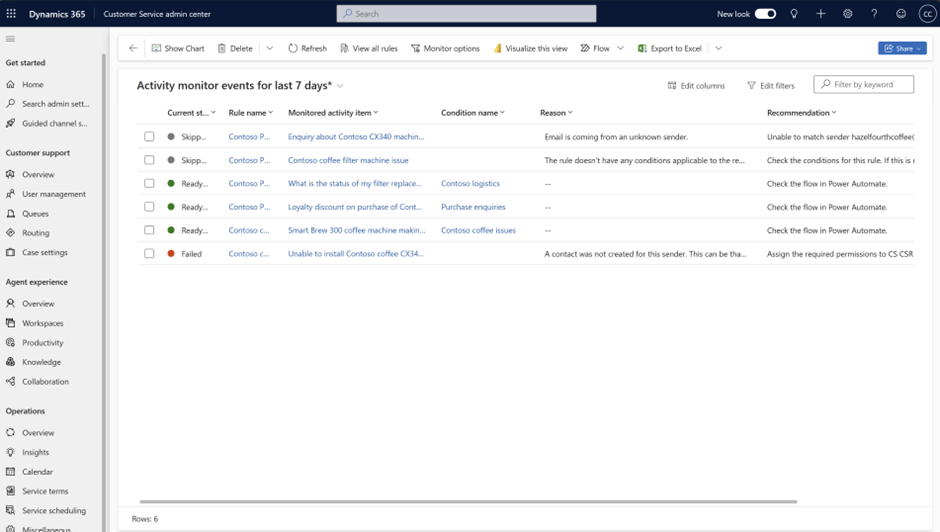 Dynamics 365 Customer Service admin center Search New look CC
Show Chart Delete Refresh View all rules Monitor options Visualize this view Flow Export to Excel Share
Get started
Home
Search admin sett...
Guided channel s...
Customer support
Overview
User management
Queues
Routing
Case settings
Agent experience
Overview
Workspaces
Productivity
Knowledge
Collaboration
Operations
Overview
Insights
Calendar
Service terms
Service scheduling
Miscellaneous
Activity monitor events for last 7 days* Edit columns Edit filters Filter by keyword
Current st... Rule name Monitored activity item Condition name Reason Recommendation
Skipp... Contoso P... Enquiry about Contoso CX340 machin... Email is coming from an unknown sender. Unable to match sender hazelfourthcoffee(
Skipp... Contoso P... Contoso coffee filter machine issue The rule doesn't have any conditions applicable to the re... Check the conditions for this rule. If this is r
Ready... Contoso P... What is the status of my filter replace... Contoso logistics -- Check the flow in Power Automate.
Ready... Contoso P... Loyalty discount on purchase of Cont... Purchase enquiries -- Check the flow in Power Automate.
Ready... Contoso c... Smart Brew 300 coffee machine makin... Contoso coffee issues -- Check the flow in Power Automate.
Failed Contoso c... Unable to install Contoso coffee CX34... A contact was not created for this sender. This can be tha... Assign the required permissions to CS CSR
Rows: 6